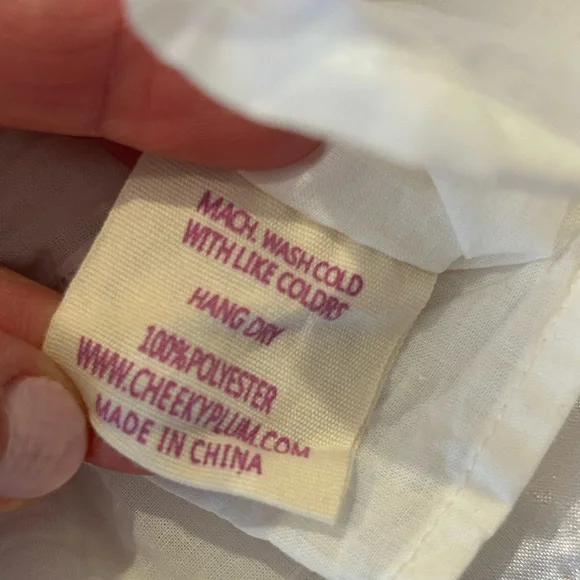 MACH. WASH COLD
WITH LIKE COLORS
HANG DRY
100% POLYESTER
WWW.CHEEKYPLUM.COM
MADE IN CHINA